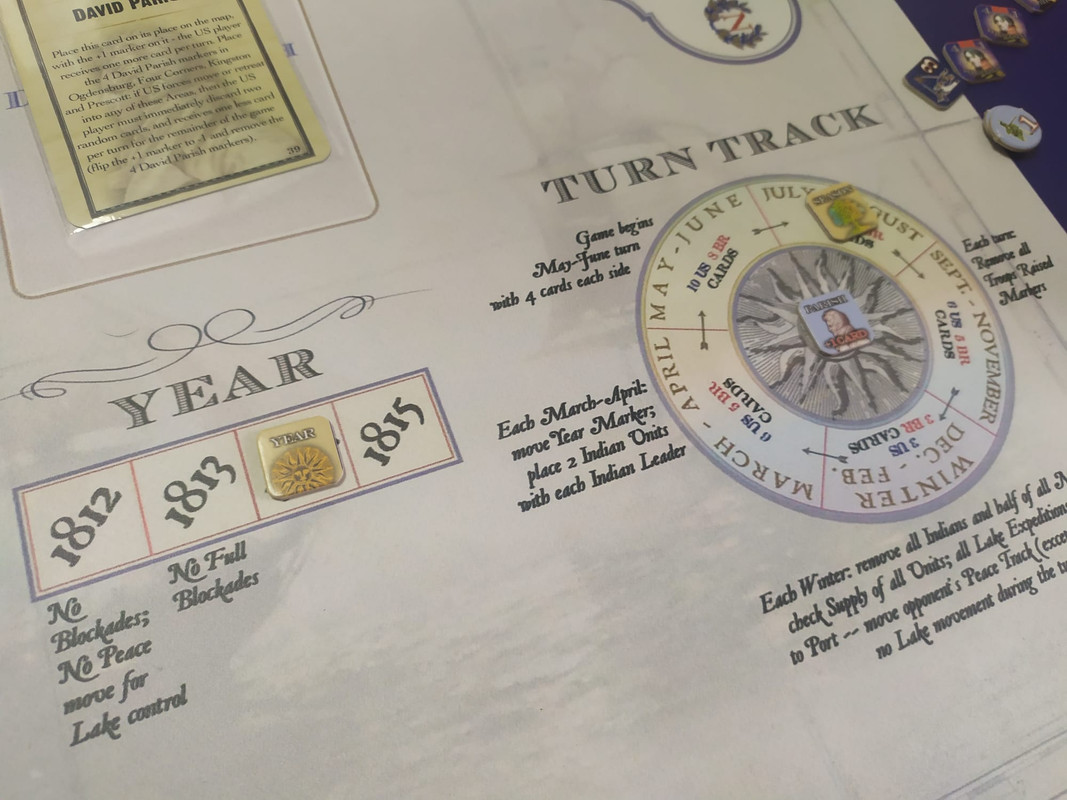 DAVID
Place this card on its place on the map,
with the +1 marker on it - the US player
receives one more card per turn. Place
the 4 David Parish markers in
Ogdensburg, Four Corners, Kingston
and Prescott: if US forces move or retreat
into any of these Areas, then the US
player must immediately discard two
random cards, and receives one less card
per turn for the remainder of the game
(flip the +1 marker to -1 and remove the
4 David Parish markers).
39
N
1
TURN TRACK
Game begins
May-June turn
with 4 cards each side
MAY - JUNE
10 US 8 BR
CARDS
JULY
SEASON
Each turn:
Remove all
Troops Raised
Markers
SEPT. - NOVEMBER
6 US 5 BR
CARDS
PARISH
MARCH - APRIL
6 US 5 BR
CARDS
WINTER
DEC. - FEB.
3 US
3 BR CARDS
Each March-April:
move Year Marker;
place 2 Indian Units
with each Indian Leader
YEAR
1812
1813
YEAR
1815
No
Blockades;
No Peace
move for
Lake control
No Full
Blockades
Each Winter: remove all Indians and half of all
check Supply of all Units; all Lake
to Port -- move opponent's Peace Track
no Lake movement during the